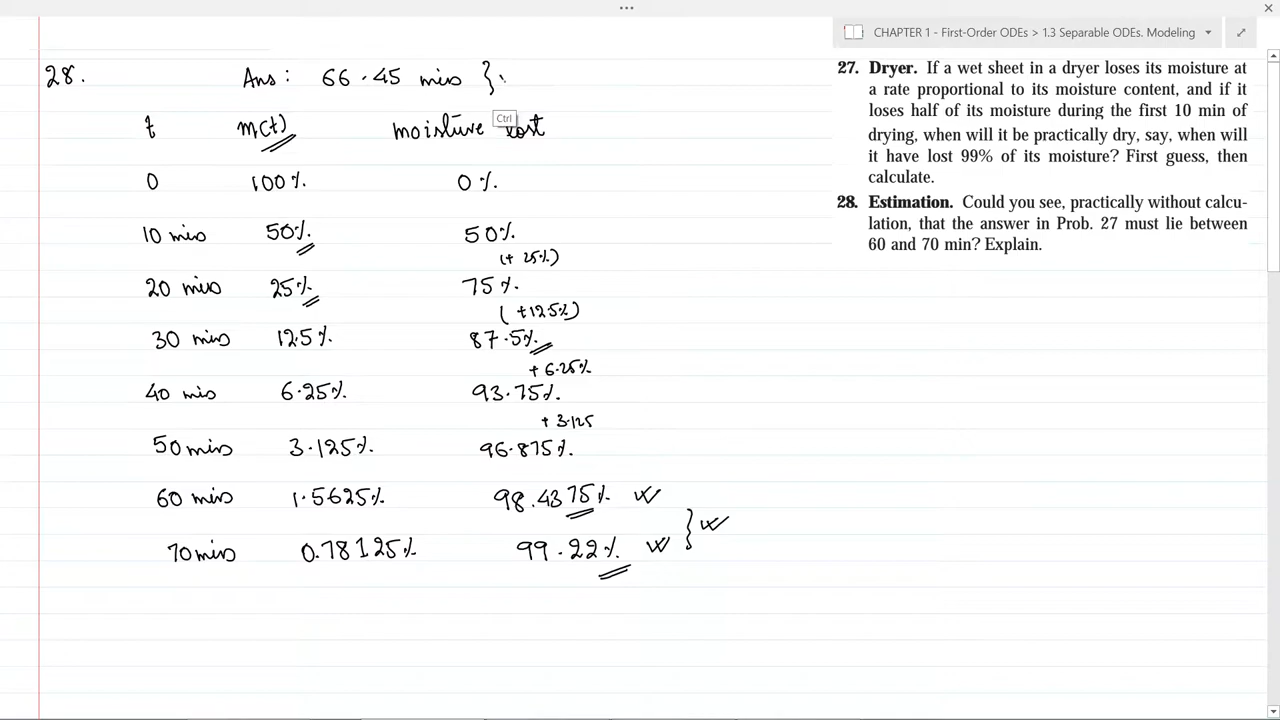 CHAPTER 1 - First-Order ODEs > 1.3 Separable ODEs. Modeling
28. Ans : 66.45 mins }
Ctrl
t m(t) moisture lost
0 100% 0%
10 mins 50% 50%
(+ 25%)
20 mins 25% 75%
(+12.5%)
30 mins 12.5% 87.5%
+ 6.25%
40 mins 6.25% 93.75%
+ 3.125
50 mins 3.125% 96.875%
60 mins 1.5625% 98.4375%
70 mins 0.78125% 99.22%
27. Dryer. If a wet sheet in a dryer loses its moisture at
a rate proportional to its moisture content, and if it
loses half of its moisture during the first 10 min of
drying, when will it be practically dry, say, when will
it have lost 99% of its moisture? First guess, then
calculate.
28. Estimation. Could you see, practically without calcu-
lation, that the answer in Prob. 27 must lie between
60 and 70 min? Explain.